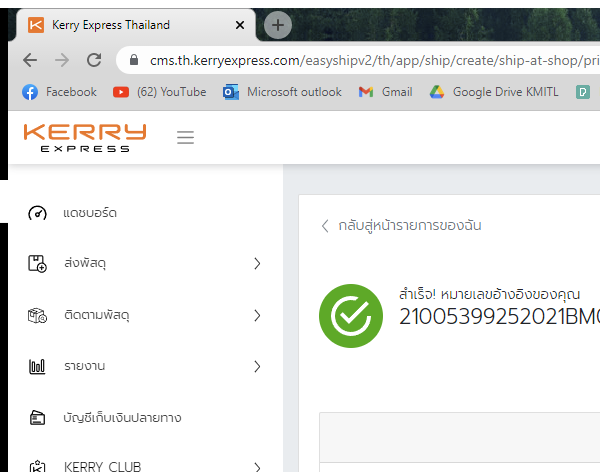 Kerry Express Thailand
cms.th.kerryexpress.com/easyshipv2/th/app/ship/create/ship-at-shop/pri
Facebook (62) YouTube Microsoft outlook Gmail Google Drive KMITL
KERRY
EXPRESS
แดชบอร์ด
กลับสู่หน้ารายการของฉัน
ส่งพัสดุ
สำเร็จ! หมายเลขอ้างอิงของคุณ
21005399252021BM
ติดตามพัสดุ
รายงาน
บัญชีเก็บเงินปลายทาง
KERRY CLUB